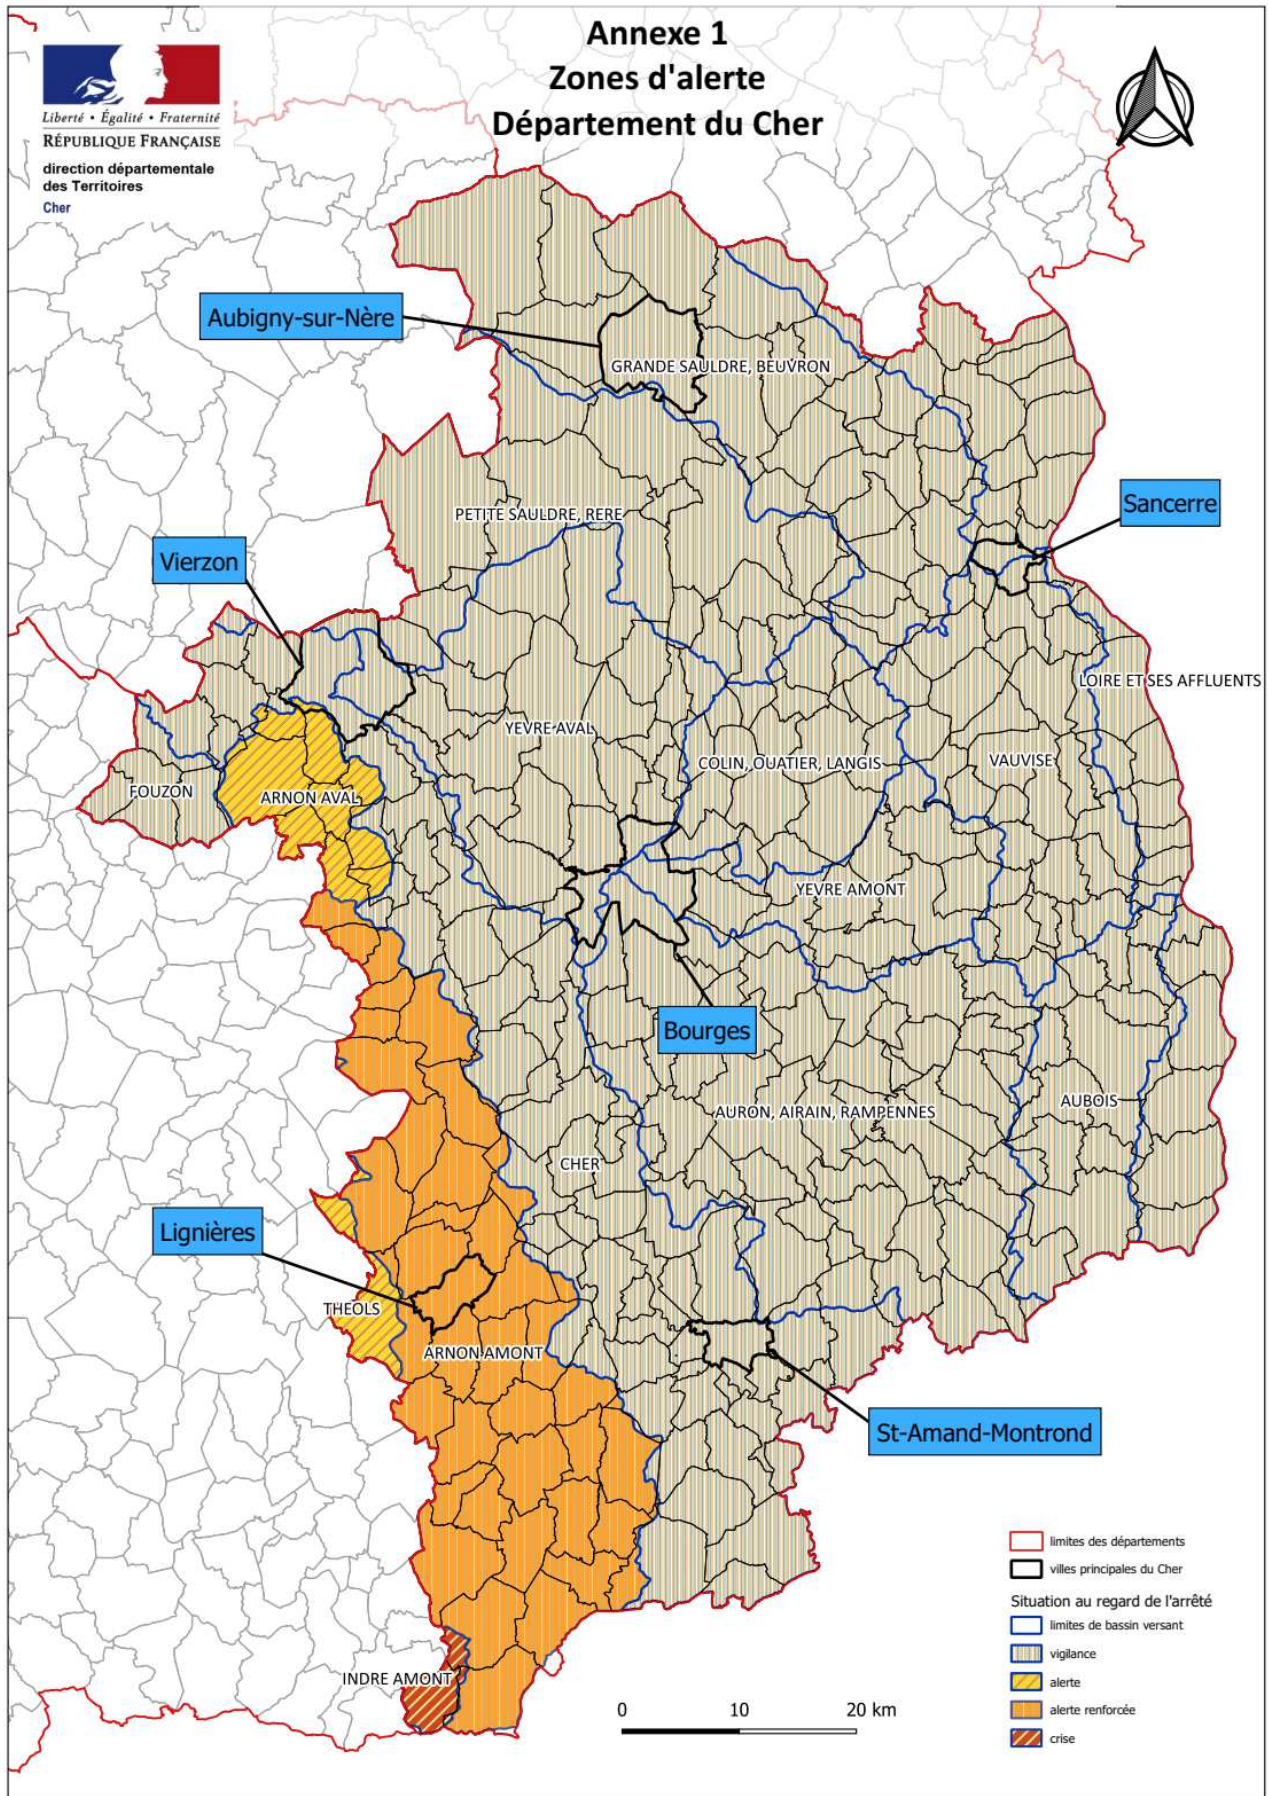 Annexe 1
Zones d'alerte
Département du Cher
Liberté • Égalité • Fraternité
RÉPUBLIQUE FRANÇAISE
direction départementale
des Territoires
Cher
Aubigny-sur-Nère
GRANDE SAULDRE, BEUVRON
Sancerre
PETITE SAULDRE, RERE
Vierzon
LOIRE ET SES AFFLUENTS
YEVRE AVAL
COLIN, OUATIER, LANGIS
VAUVISE
FOUZON
ARNON AVAL
YEVRE AMONT
Bourges
AURON, AIRAIN, RAMPENNES
AUBOIS
CHER
Lignières
THEOLS
ARNON AMONT
St-Amand-Montrond
limites des départements
villes principales du Cher
Situation au regard de l'arrêté
limites de bassin versant
vigilance
alerte
alerte renforcée
crise
INDRE AMONT
0 10 20 km